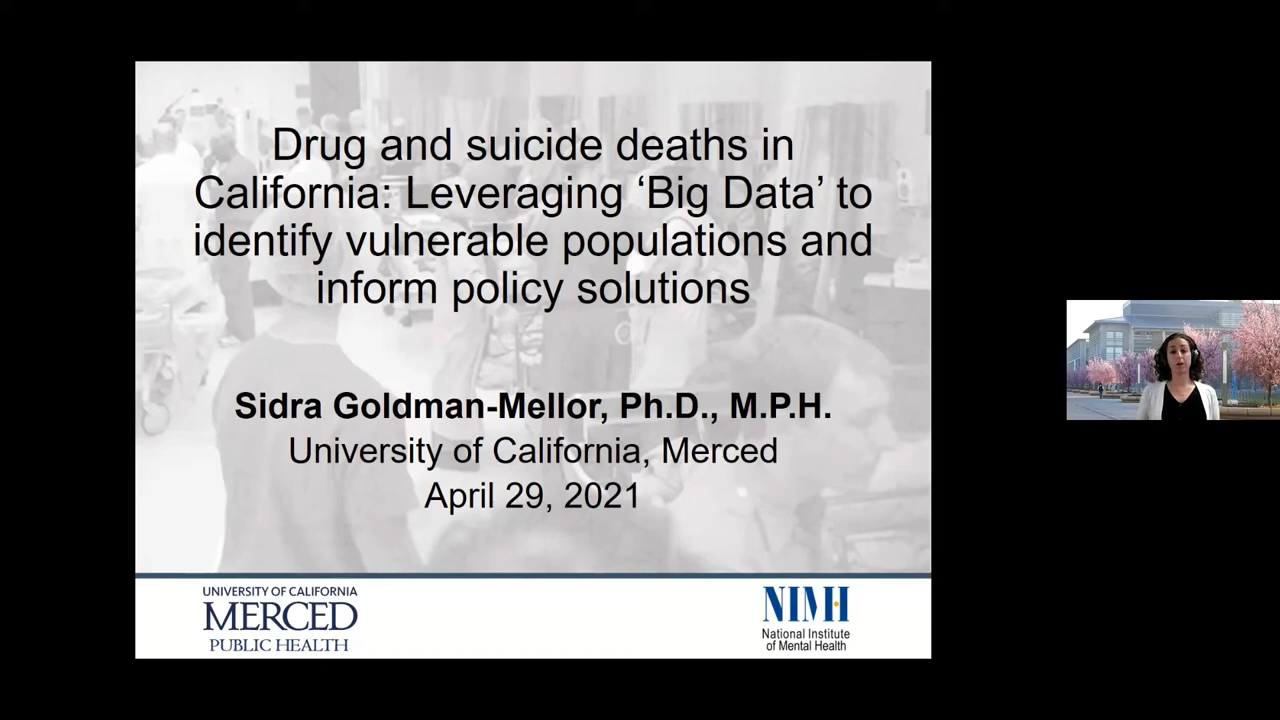 Drug and suicide deaths in
California: Leveraging ‘Big Data’ to
identify vulnerable populations and
inform policy solutions
Sidra Goldman-Mellor, Ph.D., M.P.H.
University of California, Merced
April 29, 2021
UNIVERSITY OF CALIFORNIA
MERCED
PUBLIC HEALTH
NIMH
National Institute
of Mental Health